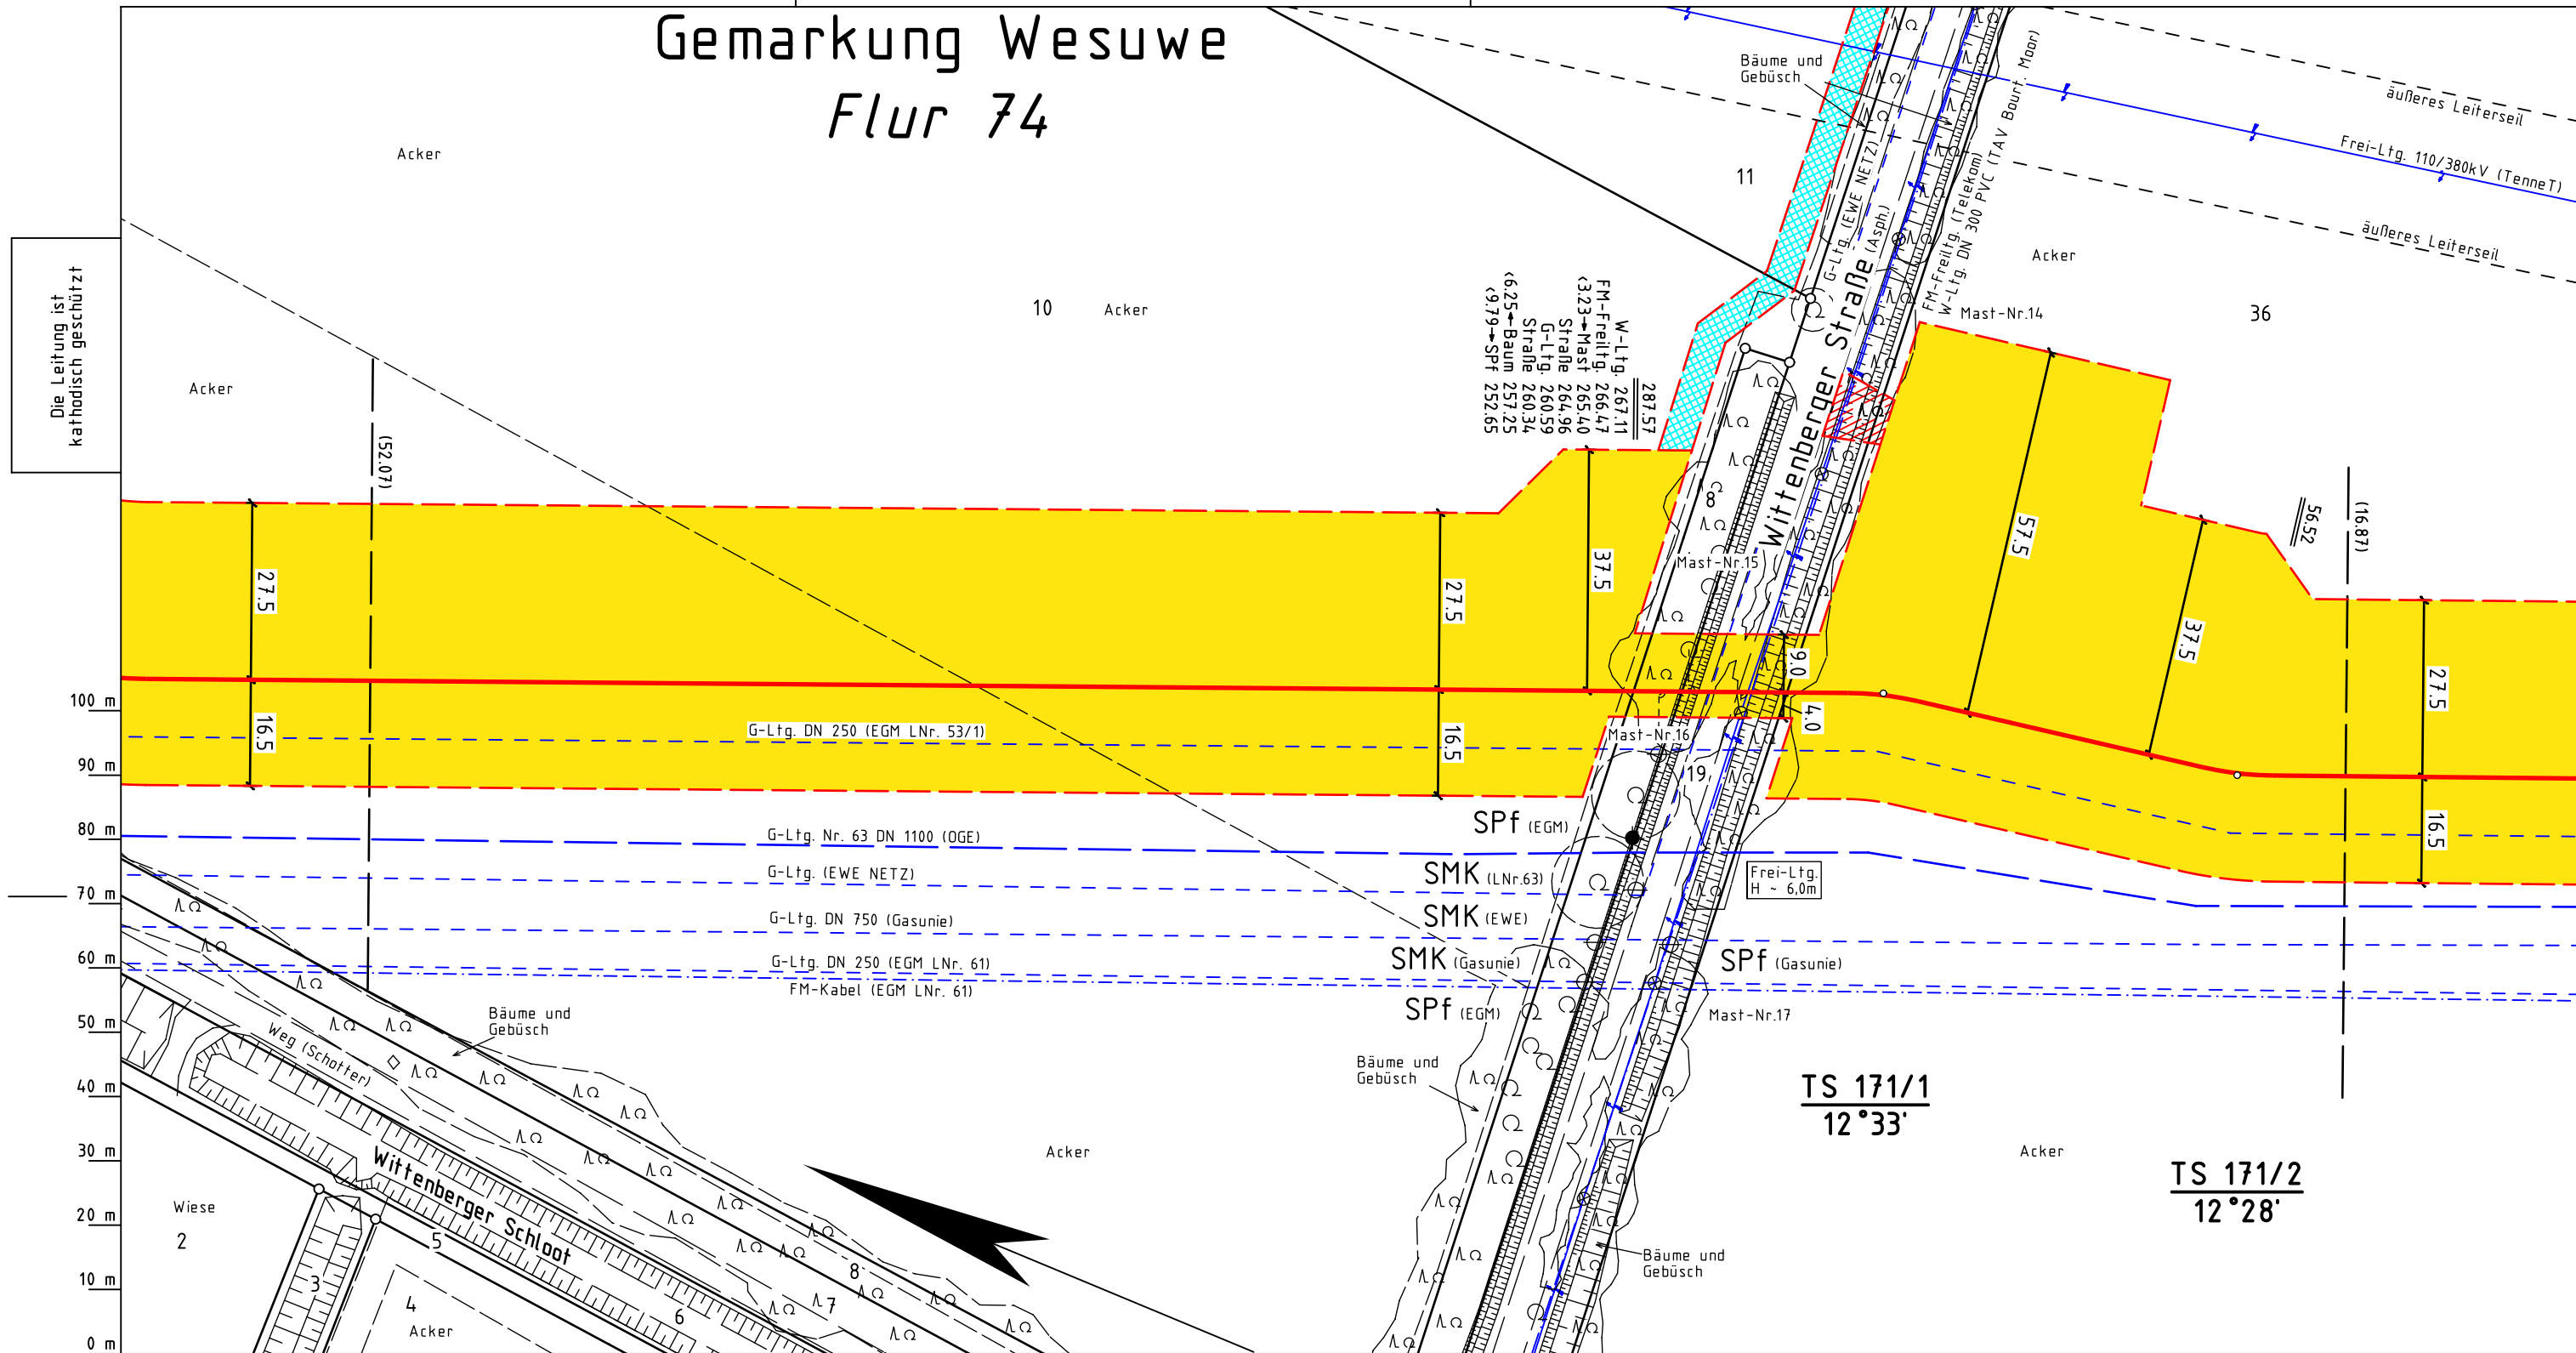 Gemarkung Wesuwe
Flur 74
Acker
Die Leitung ist
kathodisch geschützt
Acker
(52.07)
10
Acker
11
Bäume und
Gebüsch
G-Ltg. (EWE NETZ)
Wittenberger Straße (Asph.)
FM-Freiltg. (Telekom)
W-Ltg. DN 300 PVC (TAV Bourt. Moor)
äußeres Leiterseil
Frei-Ltg. 110/380kV (TenneT)
äußeres Leiterseil
Acker
36
Mast-Nr.14
287.57
W-Ltg. 267.11
FM-Freiltg. 266.47
<3.23→Mast 265.40
Straße 264.96
G-Ltg. 260.59
Straße 260.34
<6.25→Baum 257.25
<9.79→SPf 252.65
8
Mast-Nr.15
27.5
27.5
37.5
57.5
37.5
56.52
(16.87)
27.5
9.0
4.0
16.5
16.5
16.5
G-Ltg. DN 250 (EGM LNr. 53/1)
Mast-Nr.16
19
100 m
90 m
80 m
70 m
60 m
50 m
40 m
30 m
20 m
10 m
0 m
G-Ltg. Nr. 63 DN 1100 (OGE)
G-Ltg. (EWE NETZ)
G-Ltg. DN 750 (Gasunie)
G-Ltg. DN 250 (EGM LNr. 61)
FM-Kabel (EGM LNr. 61)
SPf (EGM)
SMK (LNr.63)
SMK (EWE)
SMK (Gasunie)
SPf (EGM)
Frei-Ltg.
H ~ 6,0m
SPf (Gasunie)
Mast-Nr.17
Bäume und
Gebüsch
Weg (Schotter)
Bäume und
Gebüsch
TS 171/1
12°33'
TS 171/2
12°28'
Acker
Acker
Wittenberger Schloot
Wiese
2
3
4
Acker
5
6
7
8
Bäume und
Gebüsch